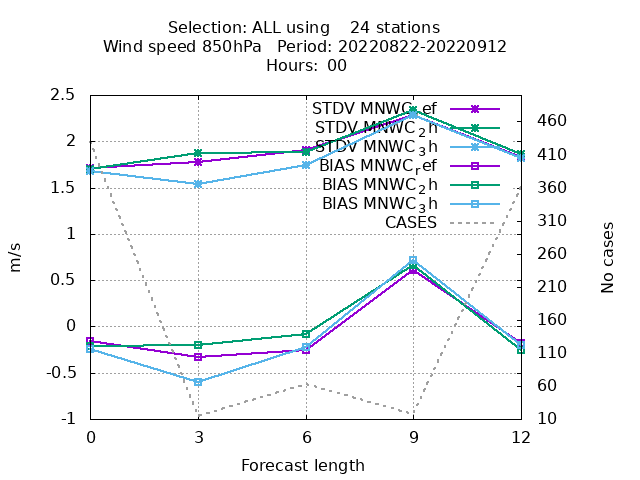 Selection: ALL using    24 stations
Wind speed 850hPa   Period: 20220822-20220912
Hours:  00
2.5
2
1.5
1
0.5
0
-0.5
-1
460
410
360
310
260
210
160
110
60
10
0
3
6
9
12
m/s
No cases
Forecast length
STDV MNWC_ref
STDV MNWC_2h
STDV MNWC_3h
BIAS MNWC_ref
BIAS MNWC_2h
BIAS MNWC_3h
CASES